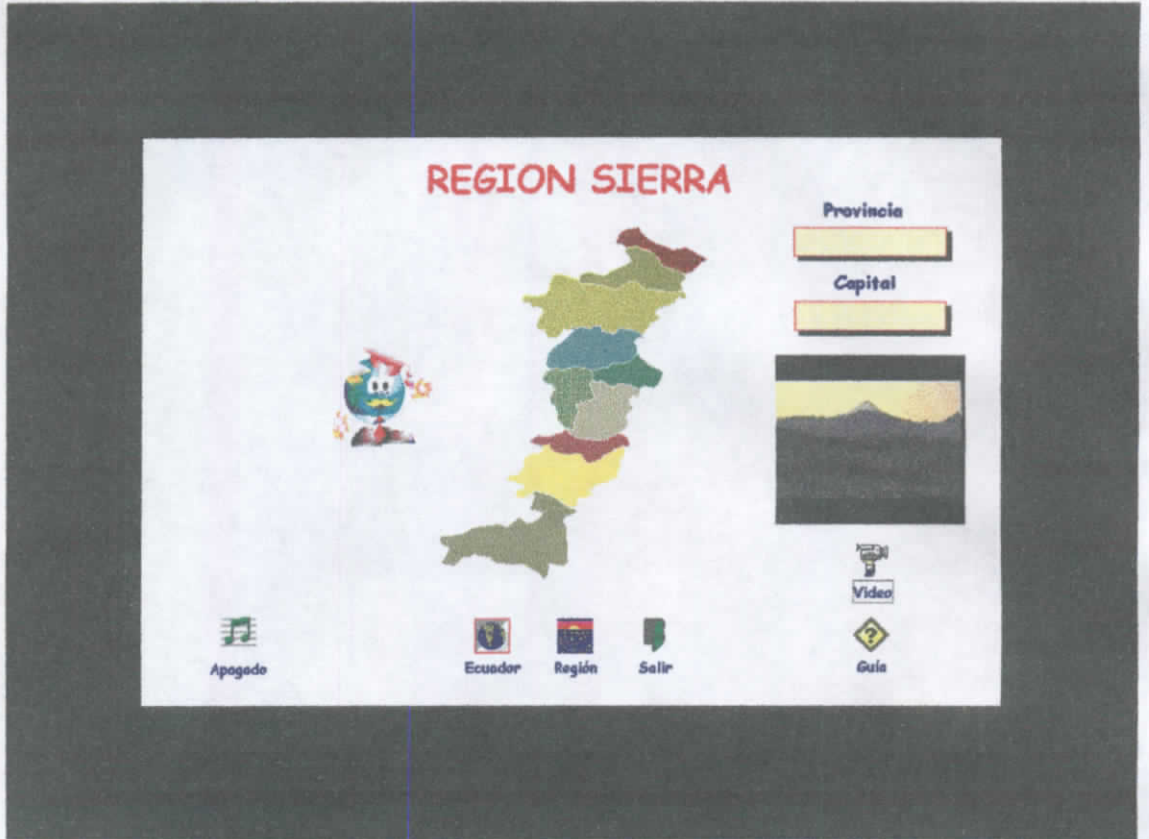 REGION SIERRA
Provincia
Capital
Video
Apagado
Ecuador
Región
Salir
Guía